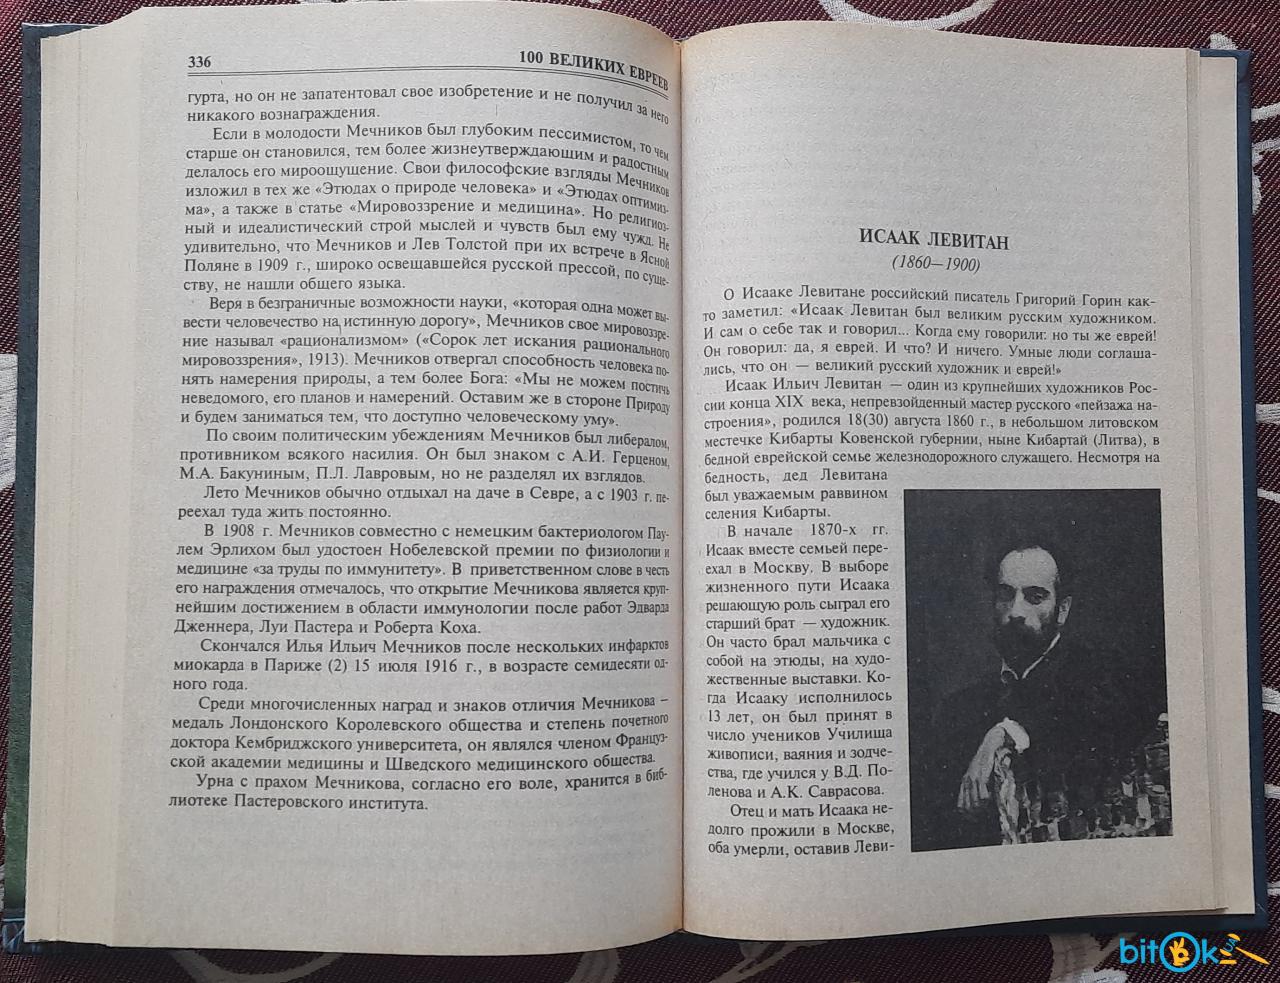 336
100 ВЕЛИКИХ ЕВРЕЕВ
гурта, но он не запатентовал свое изобретение и не получил за него
никакого вознаграждения.
Если в молодости Мечников был глубоким пессимистом, то чем
старше он становился, тем более жизнеутверждающим и радостным
делалось его мироощущение. Свои философские взгляды Мечников
изложил в тех же «Этюдах о природе человека» и «Этюдах оптимиз-
ма», а также в статье «Мировоззрение и медицина». Но религиоз-
ный и идеалистический строй мыслей и чувств был ему чужд. Не
удивительно, что Мечников и Лев Толстой при их встрече в Ясной
Поляне в 1909 г., широко освещавшейся русской прессой, по суще-
ству, не нашли общего языка.
Веря в безграничные возможности науки, «которая одна может вы-
вести человечество на истинную дорогу», Мечников свое мировоззре-
ние называл «рационализмом» («Сорок лет искания рационального
мировоззрения», 1913). Мечников отвергал способность человека по-
нять намерения природы, а тем более Бога: «Мы не можем постичь
неведомого, его планов и намерений. Оставим же в стороне Природу
и будем заниматься тем, что доступно человеческому уму».
По своим политическим убеждениям Мечников был либералом,
противником всякого насилия. Он был знаком с А.И. Герценом,
М.А. Бакуниным, П.Л. Лавровым, но не разделял их взглядов.
Лето Мечников обычно отдыхал на даче в Севре, а с 1903 г. пе-
реехал туда жить постоянно.
В 1908 г. Мечников совместно с немецким бактериологом Пау-
лем Эрлихом был удостоен Нобелевской премии по физиологии и
медицине «за труды по иммунитету». В приветственном слове в честь
его награждения отмечалось, что открытие Мечникова является круп-
нейшим достижением в области иммунологии после работ Эдварда
Дженнера, Луи Пастера и Роберта Коха.
Скончался Илья Ильич Мечников после нескольких инфарктов
миокарда в Париже (2) 15 июля 1916 г., в возрасте семидесяти од-
ного года.
Среди многочисленных наград и знаков отличия Мечникова –
медаль Лондонского Королевского общества и степень почетного
доктора Кембриджского университета, он являлся членом Француз-
ской академии медицины и Шведского медицинского общества.
Урна с прахом Мечникова, согласно его воле, хранится в биб-
лиотеке Пастеровского института.
ИСААК ЛЕВИТАН
(1860—1900)
О Исааке Левитане российский писатель Григорий Горин как-
то заметил: «Исаак Левитан был великим русским художником.
И сам о себе так и говорил... Когда ему говорили: но ты же еврей!
Он говорил: да, я еврей. И что? И ничего. Умные люди соглаша-
лись, что он — великий русский художник и еврей!»
Исаак Ильич Левитан — один из крупнейших художников Рос-
сии конца XIX века, непревзойденный мастер русского «пейзажа на-
строения», родился 18(30) августа 1860 г., в небольшом литовском
местечке Кибарты Ковенской губернии, ныне Кибартай (Литва), в
бедной еврейской семье железнодорожного служащего. Несмотря на
бедность, дед Левитана
был уважаемым раввином
селения Кибарты.
В начале 1870-х гг.
Исаак вместе семьей пере-
ехал в Москву. В выборе
жизненного пути Исаака
решающую роль сыграл его
старший брат — художник.
Он часто брал мальчика с
собой на этюды, на худо-
жественные выставки. Ко-
гда Исааку исполнилось
13 лет, он был принят в
число учеников Училища
живописи, ваяния и зодче-
ства, где учился у В.Д. По-
ленова и А.К. Саврасова.
Отец и мать Исаака не-
долго прожили в Москве,
оба умерли, оставив Леви-
bitOk UA